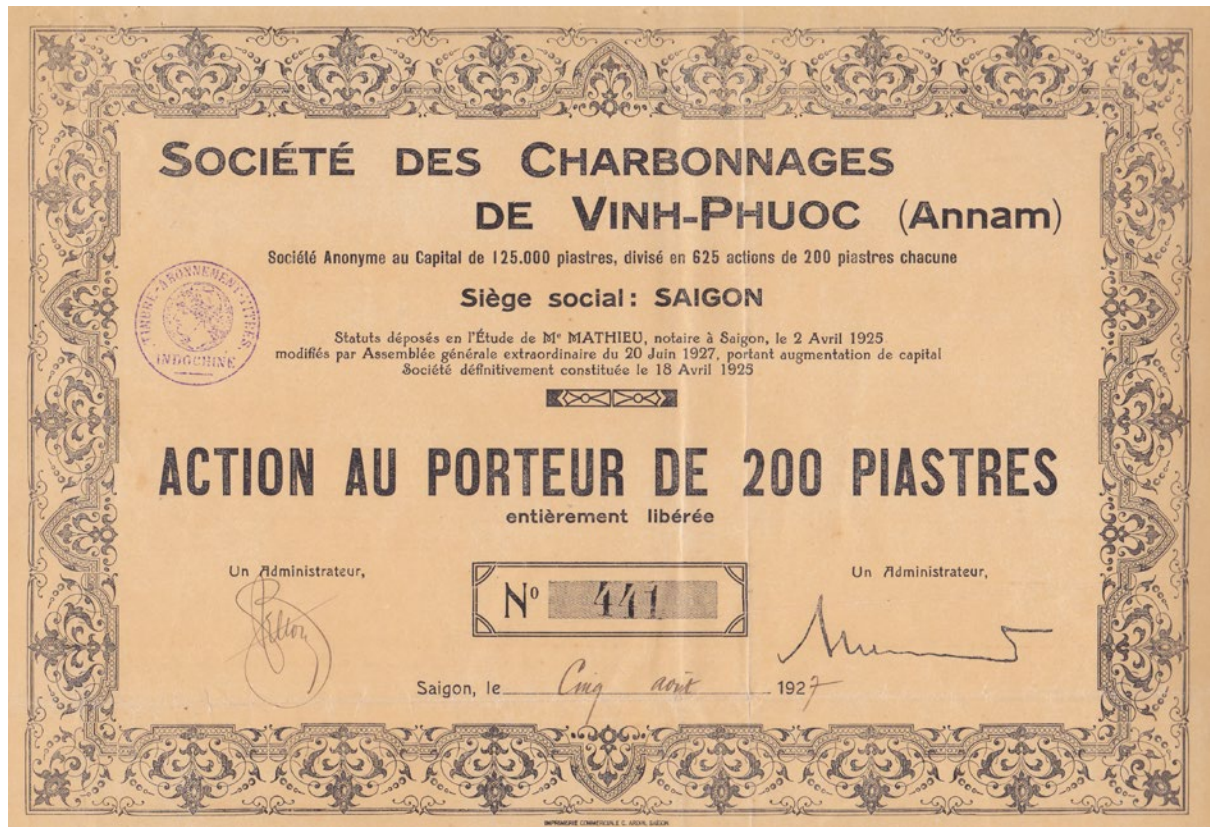 SOCIÉTÉ DES CHARBONNAGES
DE VINH-PHUOC (Annam)
Société Anonyme au Capital de 125.000 piastres, divisé en 625 actions de 200 piastres chacune
Siège social : SAIGON
TIMBRE-ABONNEMENT-TITRES
INDOCHINE
Statuts déposés en l'Étude de Me MATHIEU, notaire à Saigon, le 2 Avril 1925
modifiés par Assemblée générale extraordinaire du 20 Juin 1927, portant augmentation de capital
Société définitivement constituée le 18 Avril 1925
ACTION AU PORTEUR DE 200 PIASTRES
entièrement libérée
Un Administrateur,
Un Administrateur,
No 441
Saigon, le Cinq août 1927
IMPRIMERIE COMMERCIALE C. ARDIN, SAIGON